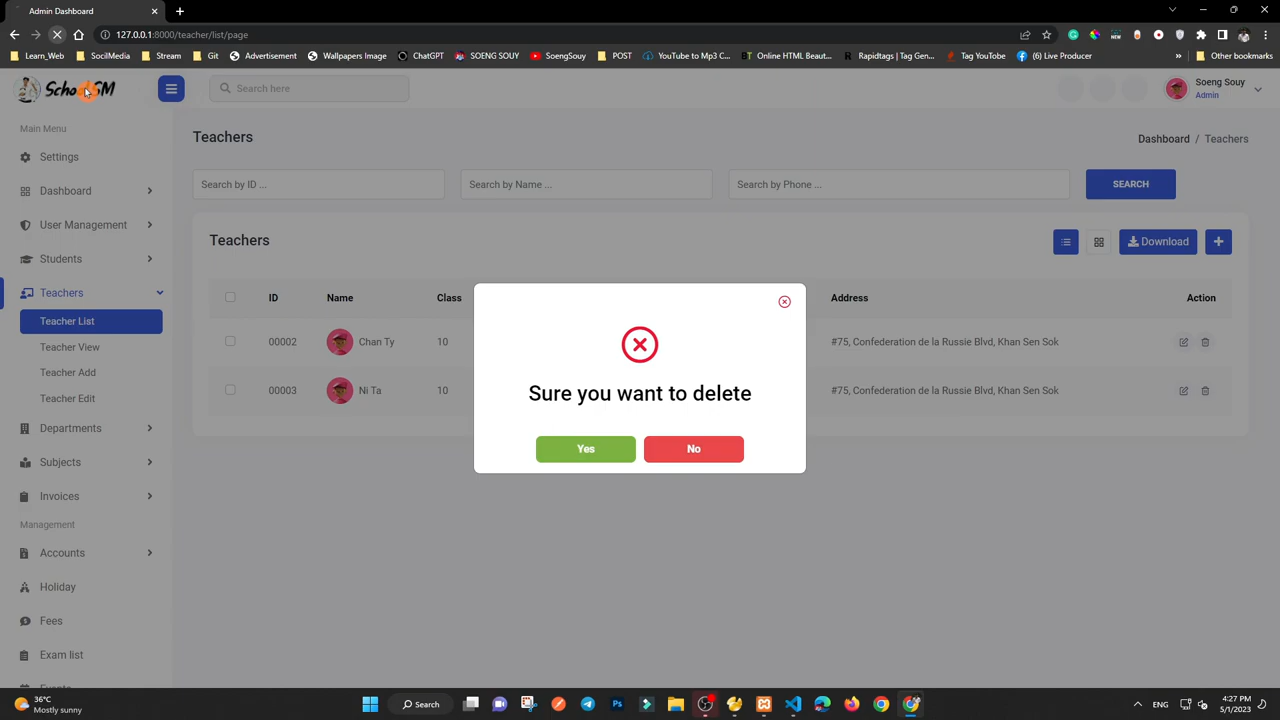 Admin Dashboard
127.0.0.1:8000/teacher/list/page
Learn_Web
SocilMedia
Stream
Git
Advertisement
Wallpapes Image
ChatGPT
SOENG SOUY
SoengSouy
POST
YouTube to Mp3 C...
Online HTML Beau...
Rapidtags | Tag Gen...
Tag YouTube
(6) Live Producer
»
Other bookmarks
SchoolSM
Search here
Soeng Souy
Admin
Main Menu
Settings
Dashboard
User Management
Students
Teachers
Teacher List
Teacher View
Teacher Add
Teacher Edit
Departments
Subjects
Invoices
Management
Accounts
Holiday
Fees
Exam list
Events
Teachers
Dashboard / Teachers
Search by ID ...
Search by Name ...
Search by Phone ...
SEARCH
Teachers
Download
ID Name Class Address Action
00002 Chan Ty 10 #75, Confederation de la Russie Blvd, Khan Sen Sok
00003 Ni Ta 10 #75, Confederation de la Russie Blvd, Khan Sen Sok
Sure you want to delete
Yes
No
36°C
Mostly sunny
Search
ENG
4:27 PM
5/1/2023